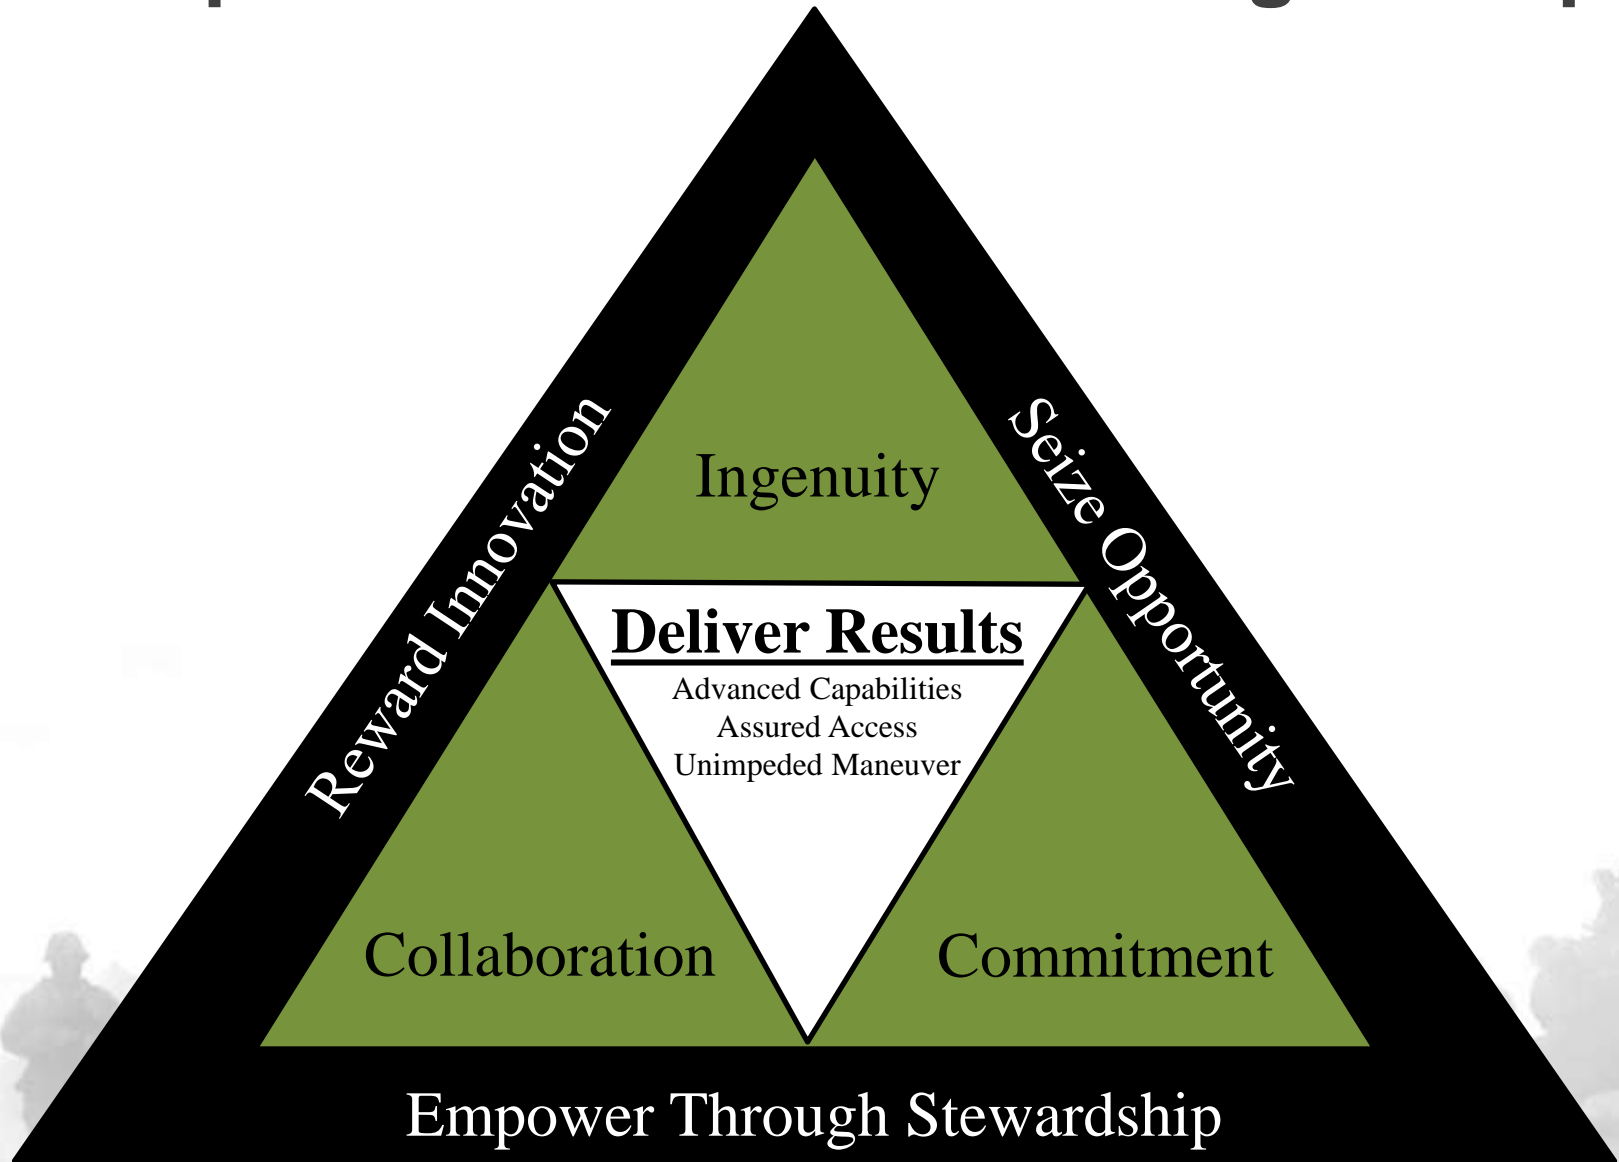 Ingenuity
Reward Innovation
Seize Opportunity
Deliver Results
Advanced Capabilities
Assured Access
Unimpeded Maneuver
Collaboration
Commitment
Empower Through Stewardship